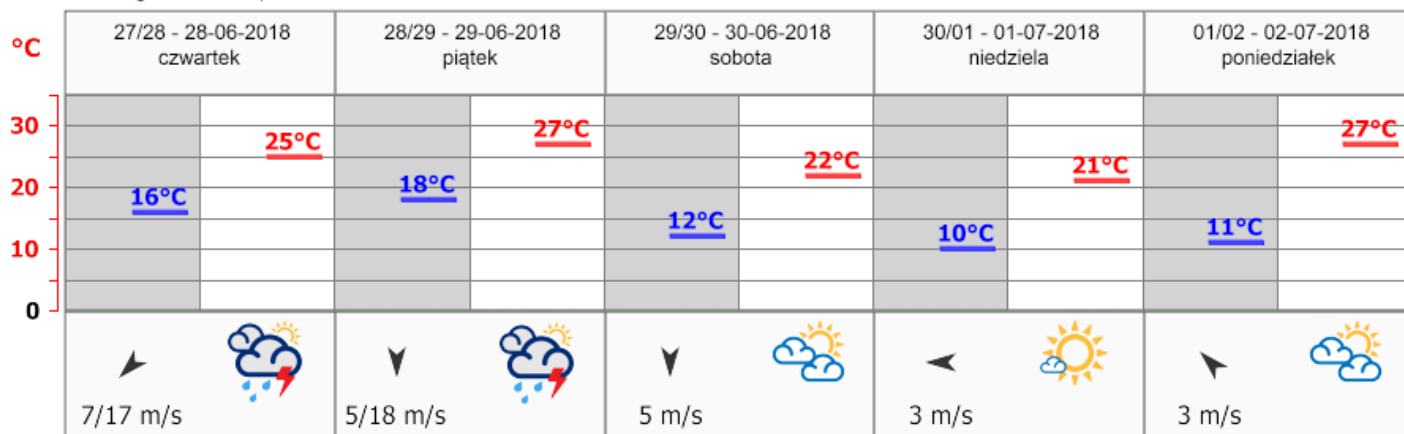 °C
27/28 - 28-06-2018
czwartek
28/29 - 29-06-2018
piątek
29/30 - 30-06-2018
sobota
30/01 - 01-07-2018
niedziela
01/02 - 02-07-2018
poniedziałek
30
20
10
0
16°C
25°C
18°C
27°C
12°C
22°C
10°C
21°C
11°C
27°C
7/17 m/s
5/18 m/s
5 m/s
3 m/s
3 m/s